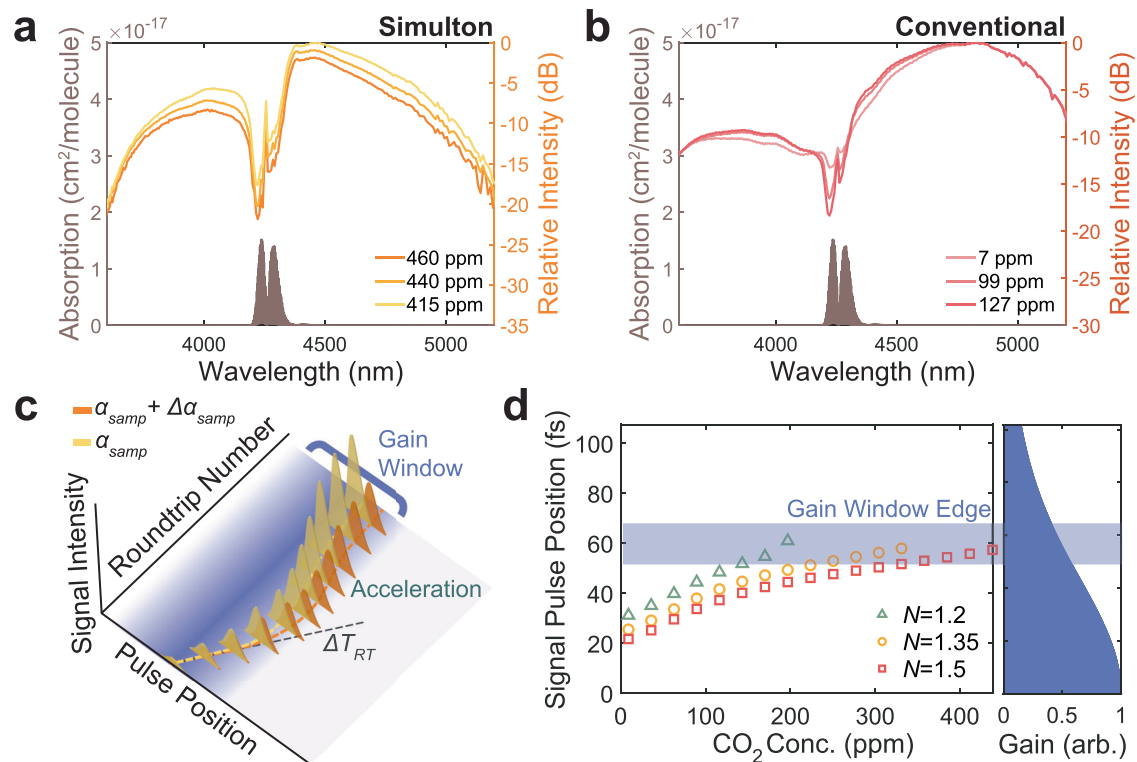 a
Simulton
×10⁻¹⁷
5
4
3
2
1
0
Absorption (cm²/molecule)
0
-5
-10
-15
-20
-25
-30
-35
Relative Intensity (dB)
460 ppm
440 ppm
415 ppm
4000
4500
5000
Wavelength (nm)
b
Conventional
×10⁻¹⁷
5
4
3
2
1
0
Absorption (cm²/molecule)
0
-5
-10
-15
-20
-25
-30
Relative Intensity (dB)
7 ppm
99 ppm
127 ppm
4000
4500
5000
Wavelength (nm)
c
α_samp + Δα_samp
α_samp
Signal Intensity
Roundtrip Number
Gain
Window
Acceleration
ΔT_RT
Pulse Position
d
Signal Pulse Position (fs)
100
80
60
40
20
0
Gain Window Edge
N=1.2
N=1.35
N=1.5
0
100
200
300
400
CO₂ Conc. (ppm)
0
0.5
1
Gain (arb.)